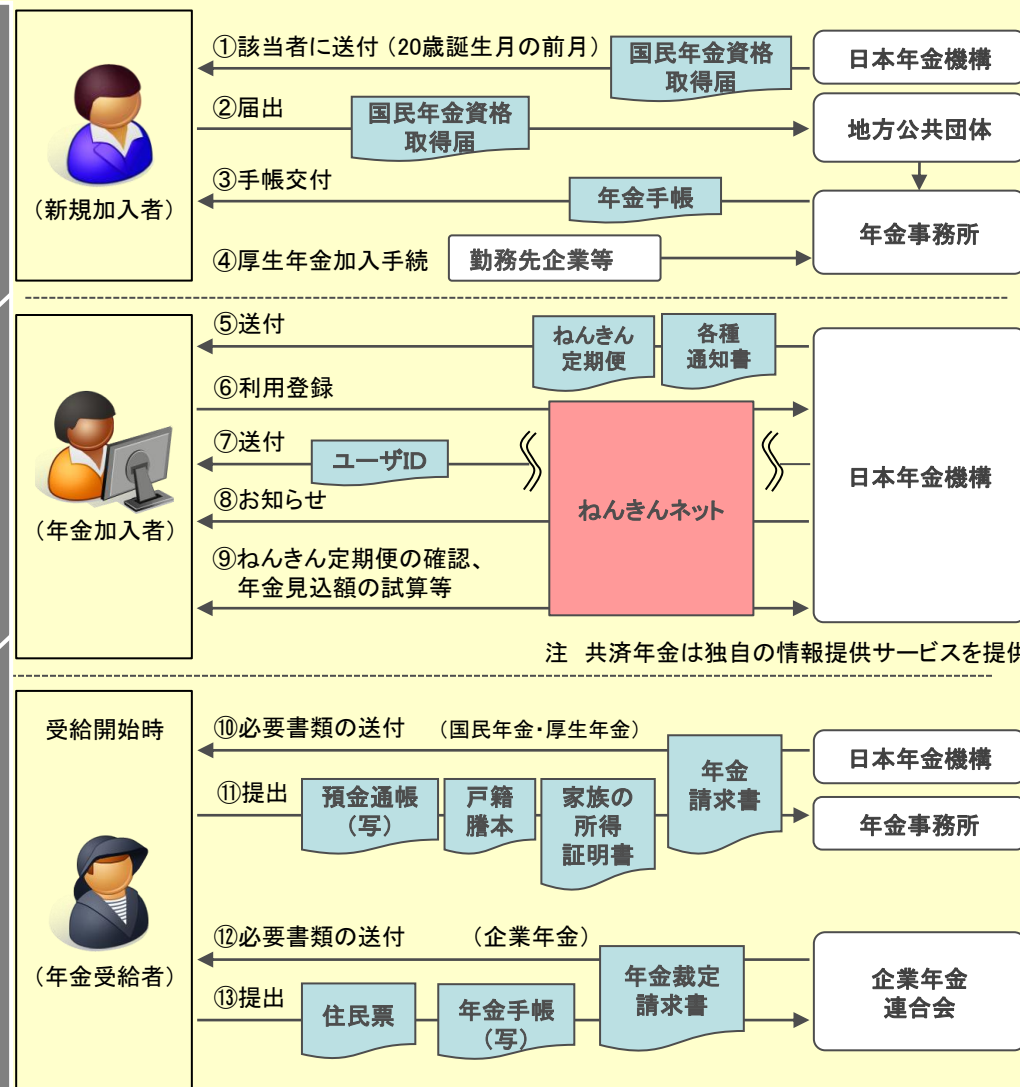 ①該当者に送付（20歳誕生月の前月）
国民年金資格
取得届
日本年金機構
②届出
国民年金資格
取得届
地方公共団体
③手帳交付
年金手帳
年金事務所
（新規加入者）
④厚生年金加入手続
勤務先企業等
⑤送付
ねんきん
定期便
各種
通知書
⑥利用登録
⑦送付
ユーザID
ねんきんネット
日本年金機構
⑧お知らせ
（年金加入者）
⑨ねんきん定期便の確認、
年金見込額の試算等
注　共済年金は独自の情報提供サービスを提供
受給開始時
⑩必要書類の送付
（国民年金・厚生年金）
年金
請求書
日本年金機構
⑪提出
預金通帳
（写）
戸籍
謄本
家族の
所得
証明書
年金事務所
⑫必要書類の送付
（企業年金）
年金裁定
請求書
企業年金
連合会
（年金受給者）
⑬提出
住民票
年金手帳
（写）